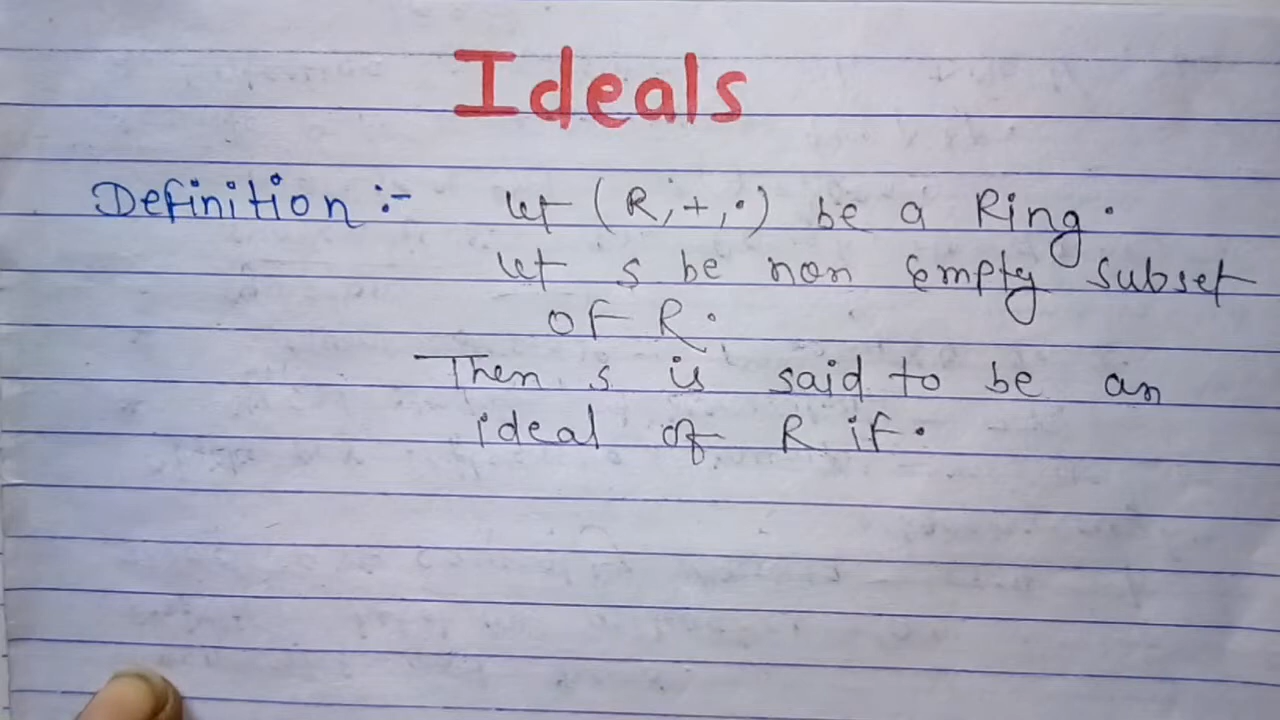 Ideals
Definition :- let (R, +, •) be a Ring.
let s be non empty subset
of R.
Then s is said to be an
ideal of R if.